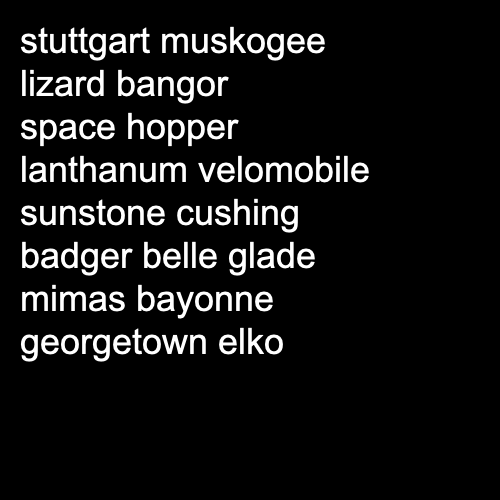 stuttgart muskogee
lizard bangor
space hopper
lanthanum velomobile
sunstone cushing
badger belle glade
mimas bayonne
georgetown elko